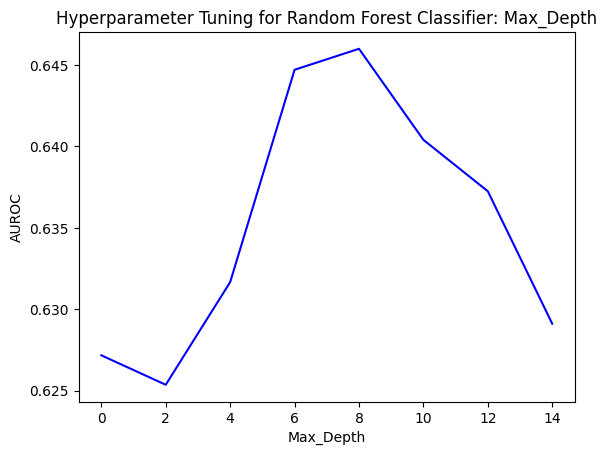 Hyperparameter Tuning for Random Forest Classifier: Max_Depth
0.645
0.640
0.635
0.630
0.625
AUROC
0 2 4 6 8 10 12 14
Max_Depth